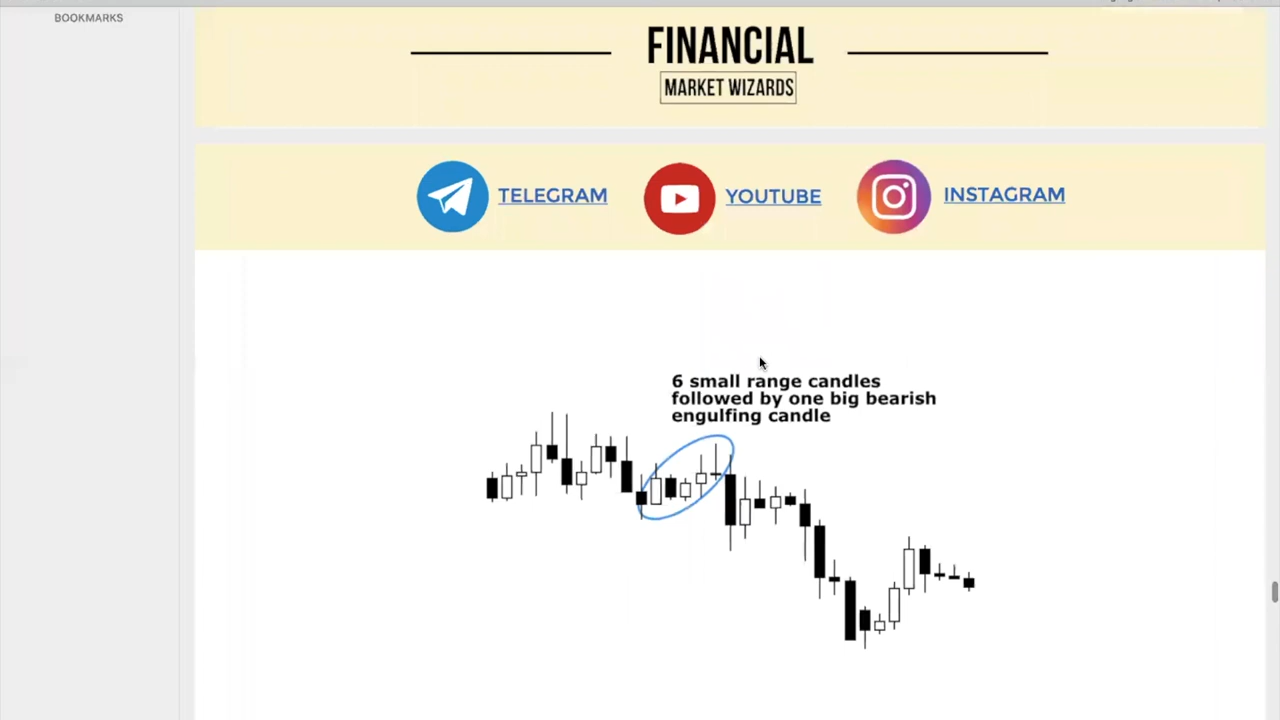 BOOKMARKS
FINANCIAL
MARKET WIZARDS
TELEGRAM
YOUTUBE
INSTAGRAM
6 small range candles
followed by one big bearish
engulfing candle